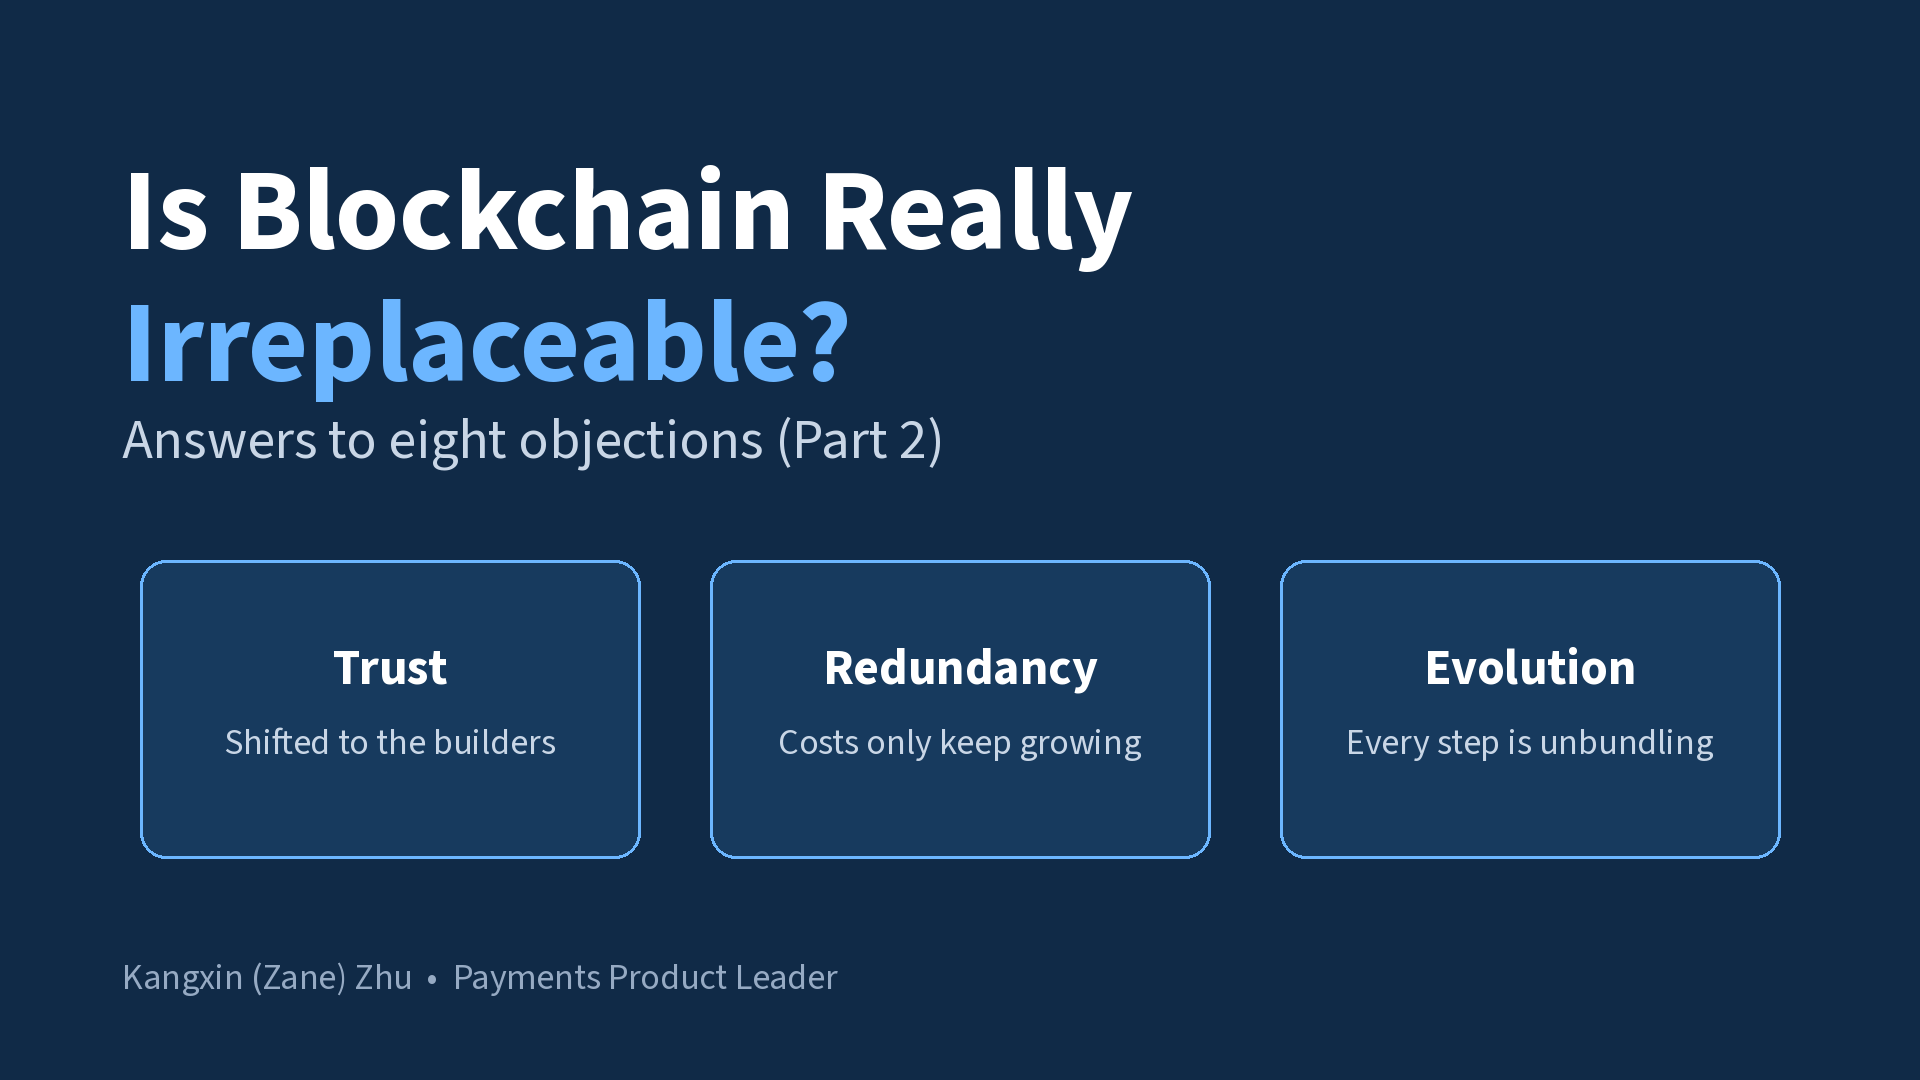 Is Blockchain Really
Irreplaceable?
Answers to eight objections (Part 2)
Trust
Shifted to the builders
Redundancy
Costs only keep growing
Evolution
Every step is unbundling
Kangxin (Zane) Zhu • Payments Product Leader